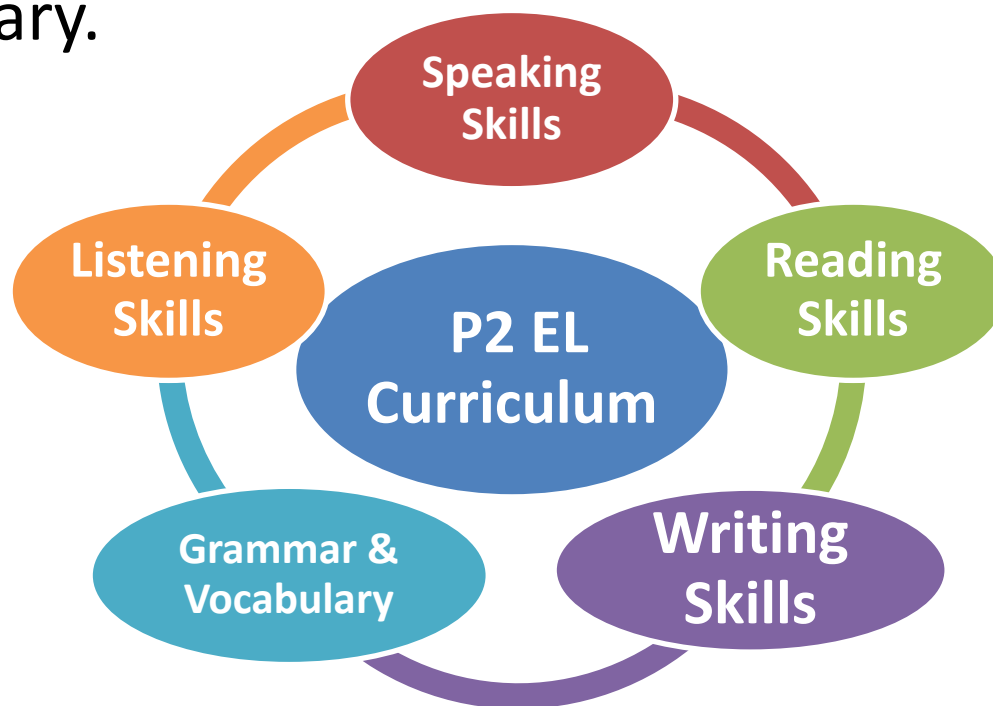 ary.
Speaking
Skills
Listening
Skills
Reading
Skills
P2 EL
Curriculum
Grammar &
Vocabulary
Writing
Skills